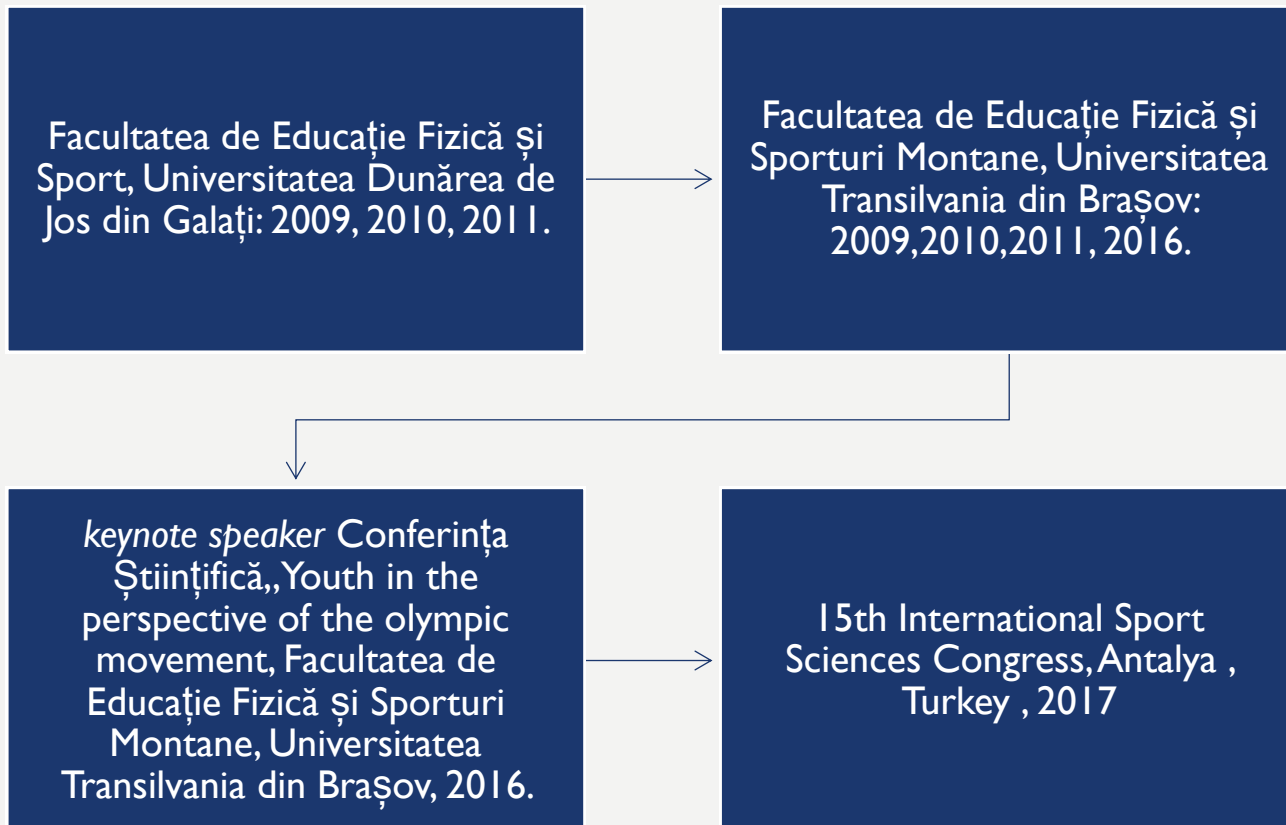 Facultatea de Educație Fizică și
Sport, Universitatea Dunărea de
Jos din Galați: 2009, 2010, 2011.
Facultatea de Educație Fizică și
Sporturi Montane, Universitatea
Transilvania din Brașov:
2009,2010,2011, 2016.
keynote speaker Conferința
Științifică,,Youth in the
perspective of the olympic
movement, Facultatea de
Educație Fizică și Sporturi
Montane, Universitatea
Transilvania din Brașov, 2016.
15th International Sport
Sciences Congress, Antalya ,
Turkey , 2017